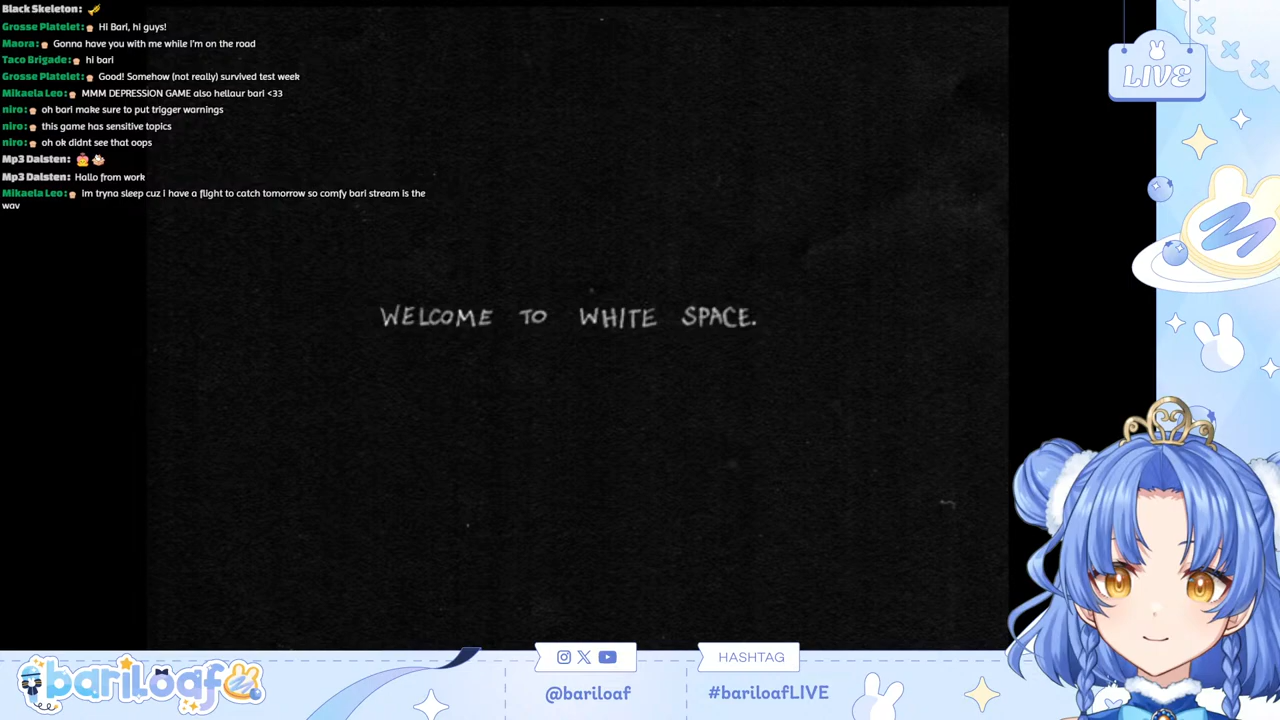 Black Skeleton:
Grosse Platelet: Hi Bari, hi guys!
Maora: Gonna have you with me while I'm on the road
Taco Brigade: hi bari
Grosse Platelet: Good! Somehow (not really) survived test week
Mikaela Leo: MMM DEPRESSION GAME also hellaur bari <33
niro: oh bari make sure to put trigger warnings
niro: this game has sensitive topics
niro: oh ok didnt see that oops
Mp3 Dalsten:
Mp3 Dalsten: Hallo from work
Mikaela Leo: im tryna sleep cuz i have a flight to catch tomorrow so comfy bari stream is the
wav
LIVE
WELCOME TO WHITE SPACE.
bariloaf
@bariloaf
HASHTAG
#bariloafLIVE